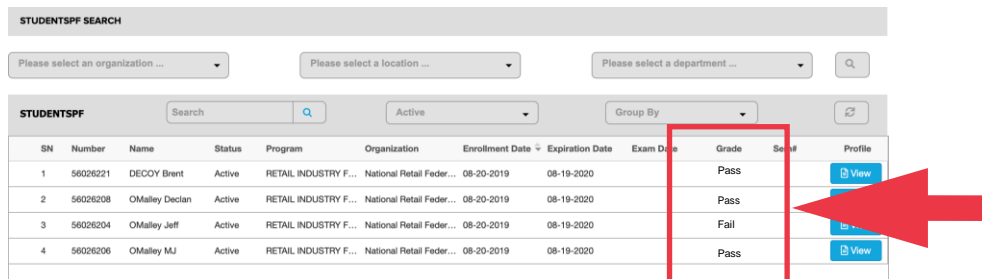 STUDENTSPF SEARCH
Please select an organization ... Please select a location ... Please select a department ...
STUDENTSPF Search Active Group By
SN Number Name Status Program Organization Enrollment Date Expiration Date Exam Date Grade Sem# Profile
1 56026221 DECOY Brent Active RETAIL INDUSTRY F... National Retail Feder... 08-20-2019 08-19-2020 Pass View
2 56026208 OMalley Declan Active RETAIL INDUSTRY F... National Retail Feder... 08-20-2019 08-19-2020 Pass View
3 56026204 OMalley Jeff Active RETAIL INDUSTRY F... National Retail Feder... 08-20-2019 08-19-2020 Fail
4 56026206 OMalley MJ Active RETAIL INDUSTRY F... National Retail Feder... 08-20-2019 08-19-2020 Pass View